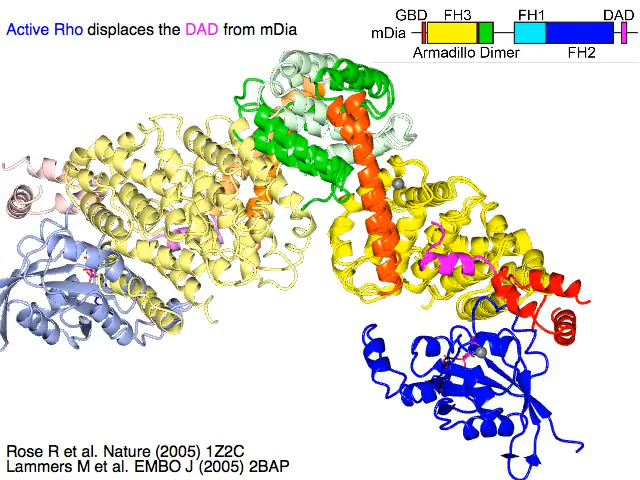 Active Rho displaces the DAD from mDia
GBD FH3 FH1 DAD
mDia
Armadillo Dimer FH2
Rose R et al. Nature (2005) 1Z2C
Lammers M et al. EMBO J (2005) 2BAP